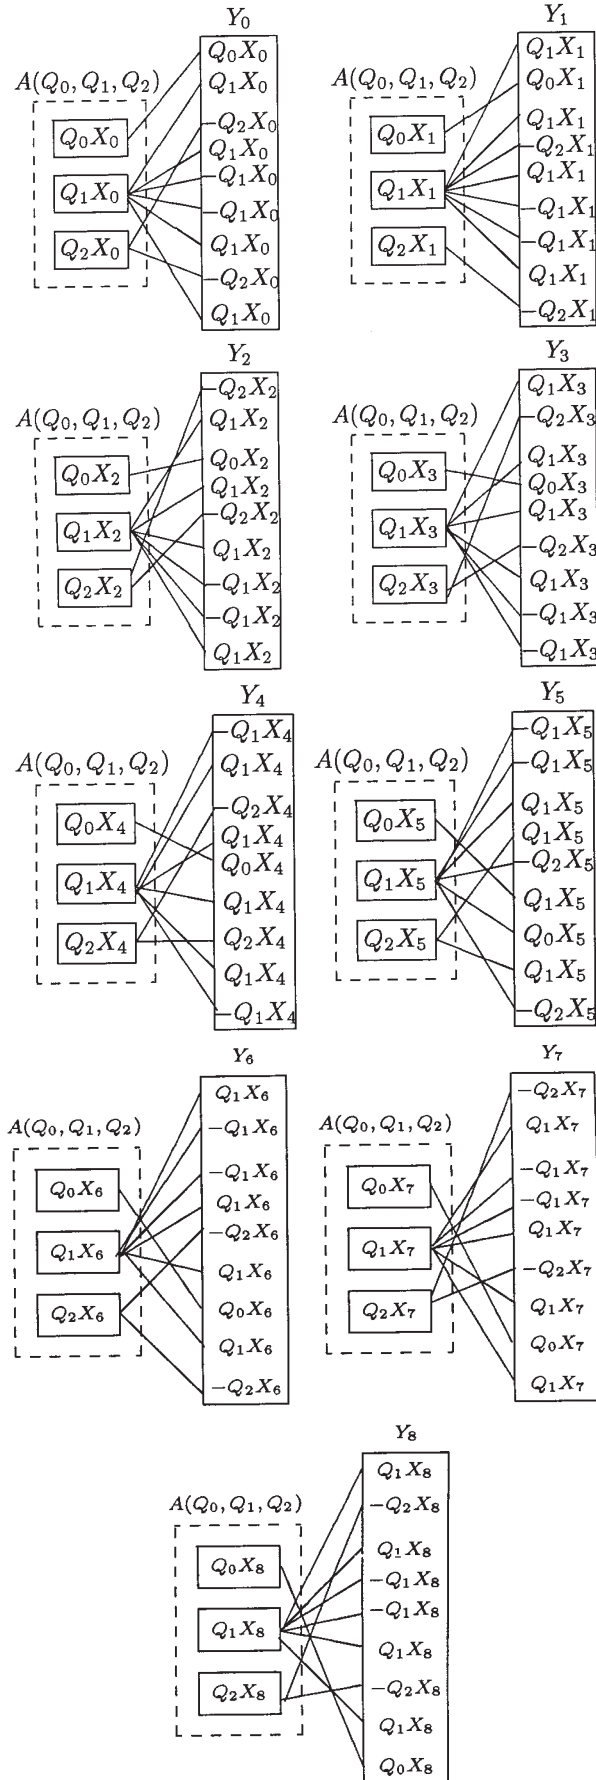 Y₀
A(Q₀, Q₁, Q₂)
Q₀X₀
Q₁X₀
Q₂X₀
Q₀X₀
Q₁X₀
−Q₂X₀
Q₁X₀
−Q₁X₀
−Q₁X₀
Q₁X₀
−Q₂X₀
Q₁X₀
Y₁
A(Q₀, Q₁, Q₂)
Q₀X₁
Q₁X₁
Q₂X₁
Q₁X₁
Q₀X₁
Q₁X₁
−Q₂X₁
Q₁X₁
−Q₁X₁
−Q₁X₁
Q₁X₁
−Q₂X₁
Y₂
A(Q₀, Q₁, Q₂)
Q₀X₂
Q₁X₂
Q₂X₂
−Q₂X₂
Q₁X₂
Q₀X₂
Q₁X₂
−Q₂X₂
Q₁X₂
−Q₁X₂
−Q₁X₂
Q₁X₂
Y₃
A(Q₀, Q₁, Q₂)
Q₀X₃
Q₁X₃
Q₂X₃
Q₁X₃
−Q₂X₃
Q₁X₃
Q₀X₃
Q₁X₃
−Q₂X₃
Q₁X₃
−Q₁X₃
−Q₁X₃
Y₄
A(Q₀, Q₁, Q₂)
Q₀X₄
Q₁X₄
Q₂X₄
−Q₁X₄
Q₁X₄
−Q₂X₄
Q₁X₄
Q₀X₄
Q₁X₄
−Q₂X₄
Q₁X₄
−Q₁X₄
Y₅
A(Q₀, Q₁, Q₂)
Q₀X₅
Q₁X₅
Q₂X₅
−Q₁X₅
−Q₁X₅
Q₁X₅
Q₁X₅
−Q₂X₅
Q₁X₅
Q₀X₅
Q₁X₅
−Q₂X₅
Y₆
A(Q₀, Q₁, Q₂)
Q₀X₆
Q₁X₆
Q₂X₆
Q₁X₆
−Q₁X₆
−Q₁X₆
Q₁X₆
−Q₂X₆
Q₁X₆
Q₀X₆
Q₁X₆
−Q₂X₆
Y₇
A(Q₀, Q₁, Q₂)
Q₀X₇
Q₁X₇
Q₂X₇
−Q₂X₇
Q₁X₇
−Q₁X₇
−Q₁X₇
Q₁X₇
−Q₂X₇
Q₁X₇
Q₀X₇
Q₁X₇
Y₈
A(Q₀, Q₁, Q₂)
Q₀X₈
Q₁X₈
Q₂X₈
Q₁X₈
−Q₂X₈
Q₁X₈
−Q₁X₈
−Q₁X₈
Q₁X₈
−Q₂X₈
Q₁X₈
Q₀X₈